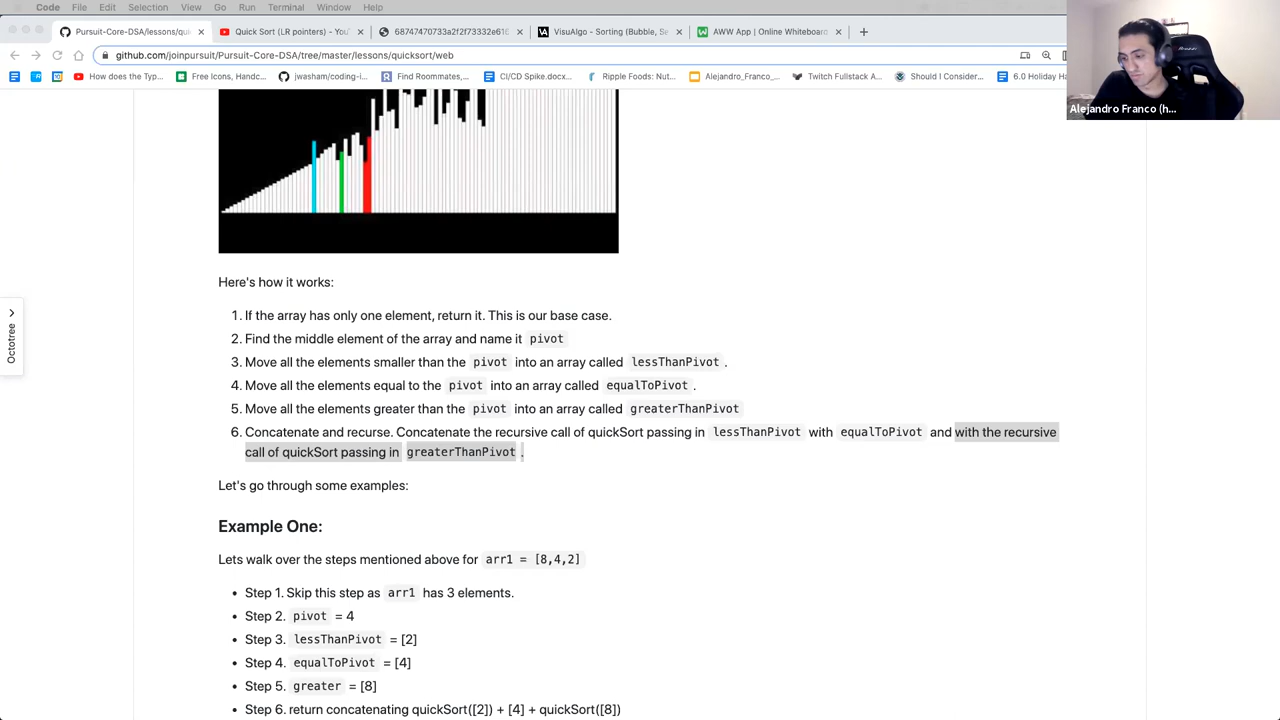 Code File Edit Selection View Go Run Terminal Window Help
Pursuit-Core-DSA/lessons/quic × Quick Sort (LR pointers) - You × 68747470733a2f2f7333322e616 × VisuAlgo - Sorting (Bubble, Se × AWW App | Online Whiteboard × +
github.com/joinpursuit/Pursuit-Core-DSA/tree/master/lessons/quicksort/web
How does the Typ... Free Icons, Handc... jwasham/coding-i... Find Roommates,... CI/CD Spike.docx... Ripple Foods: Nut... Alejandro_Franco_... Twitch Fullstack A... Should I Consider... 6.0 Holiday Ha
Alejandro Franco (h...
Octotree
Here's how it works:
1. If the array has only one element, return it. This is our base case.
2. Find the middle element of the array and name it pivot
3. Move all the elements smaller than the pivot into an array called lessThanPivot.
4. Move all the elements equal to the pivot into an array called equalToPivot.
5. Move all the elements greater than the pivot into an array called greaterThanPivot
6. Concatenate and recurse. Concatenate the recursive call of quickSort passing in lessThanPivot with equalToPivot and with the recursive
call of quickSort passing in greaterThanPivot.
Let's go through some examples:
Example One:
Lets walk over the steps mentioned above for arr1 = [8,4,2]
• Step 1. Skip this step as arr1 has 3 elements.
• Step 2. pivot = 4
• Step 3. lessThanPivot = [2]
• Step 4. equalToPivot = [4]
• Step 5. greater = [8]
• Step 6. return concatenating quickSort([2]) + [4] + quickSort([8])